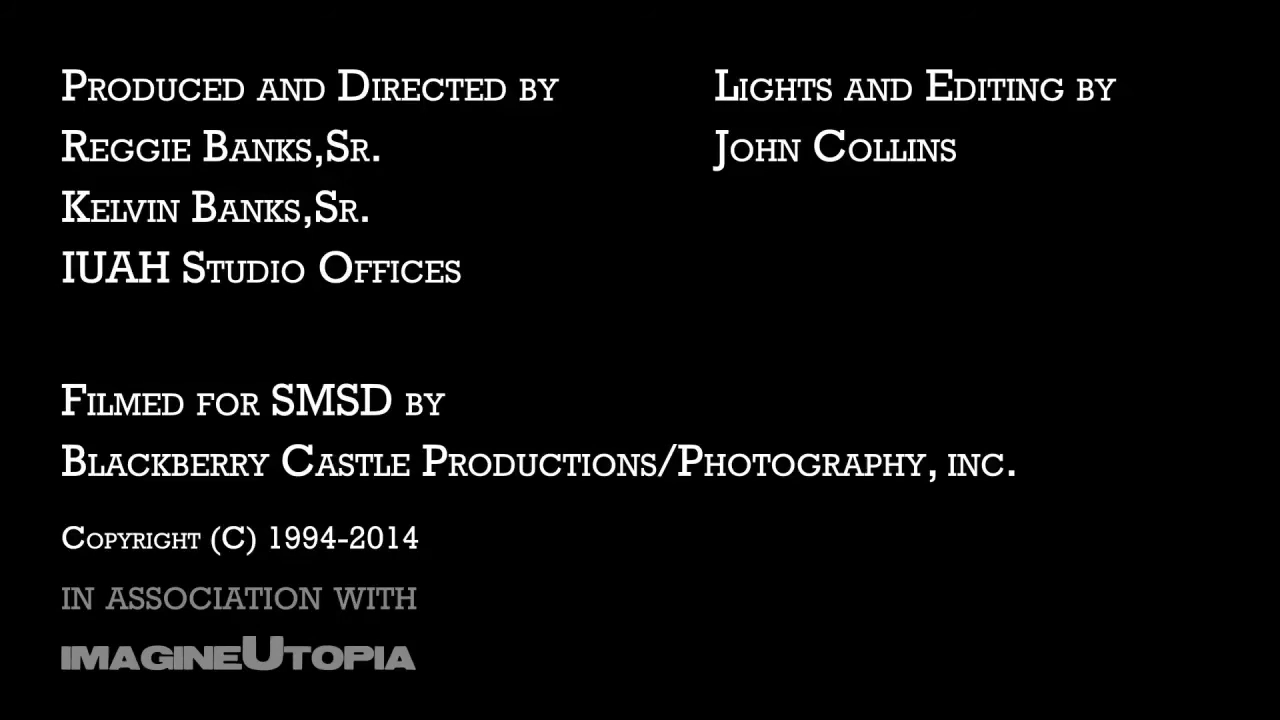 Produced and Directed by
Reggie Banks,Sr.
Kelvin Banks,Sr.
IUAH Studio Offices
Lights and Editing by
John Collins
Filmed for SMSD by
Blackberry Castle Productions/Photography, inc.
Copyright (C) 1994-2014
in association with
imagineUtopia